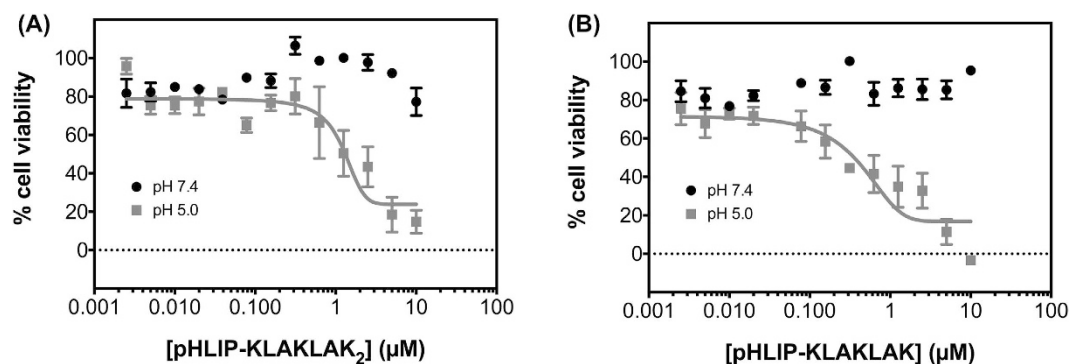 (A)
% cell viability
100
80
60
40
20
0
pH 7.4
pH 5.0
0.001 0.010 0.100 1 10 100
[pHLIP-KLAKLAK₂] (µM)
(B)
% cell viability
100
80
60
40
20
0
pH 7.4
pH 5.0
0.001 0.010 0.100 1 10 100
[pHLIP-KLAKLAK] (µM)